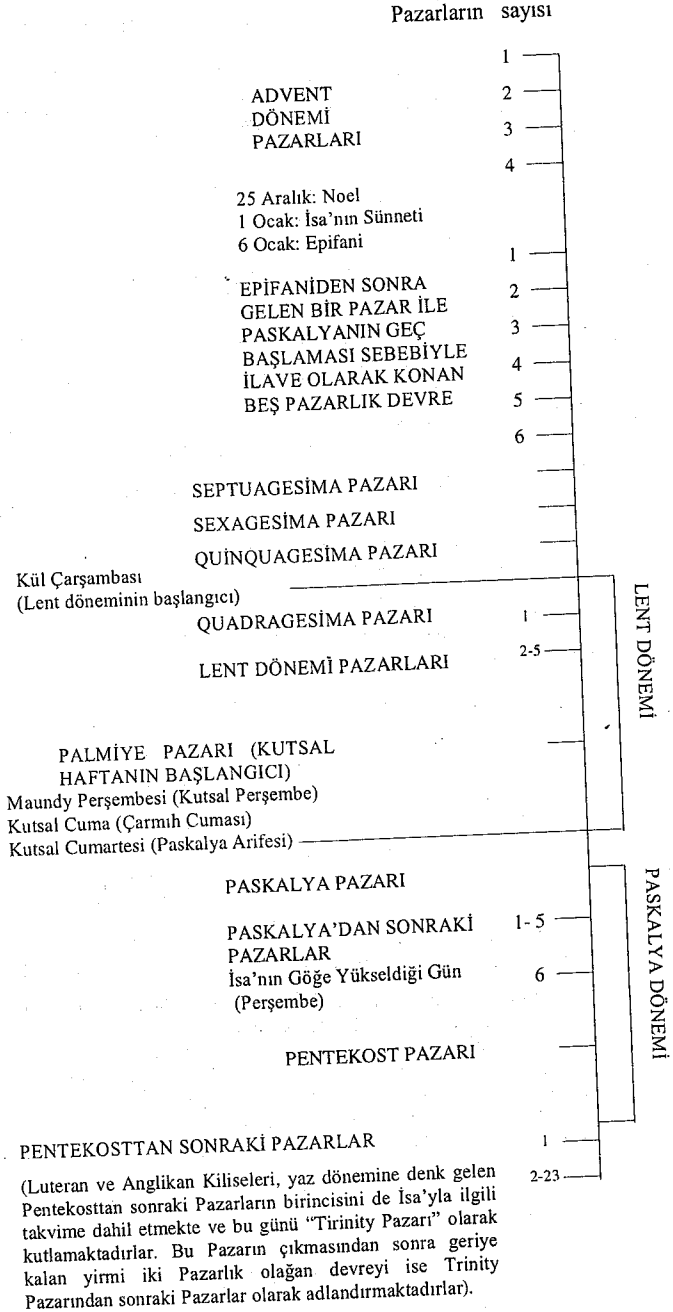 Pazarların sayısı
1
ADVENT 2
DÖNEMİ
PAZARLARI 3
4
25 Aralık: Noel
1 Ocak: İsa'nın Sünneti
6 Ocak: Epifani
1
EPİFANİDEN SONRA 2
GELEN BİR PAZAR İLE
PASKALYANIN GEÇ 3
BAŞLAMASI SEBEBİYLE
İLAVE OLARAK KONAN 4
BEŞ PAZARLIK DEVRE 5
6
SEPTUAGESİMA PAZARI
SEXAGESİMA PAZARI
QUİNQUAGESİMA PAZARI
Kül Çarşambası
(Lent döneminin başlangıcı)
QUADRAGESİMA PAZARI 1
LENT DÖNEMİ PAZARLARI 2-5
LENT DÖNEMİ
PALMİYE PAZARI (KUTSAL
HAFTANIN BAŞLANGICI)
Maundy Perşembesi (Kutsal Perşembe)
Kutsal Cuma (Çarmıh Cuması)
Kutsal Cumartesi (Paskalya Arifesi)
PASKALYA PAZARI
PASKALYA'DAN SONRAKİ 1-5
PAZARLAR
İsa'nın Göğe Yükseldiği Gün 6
(Perşembe)
PASKALYA DÖNEMİ
PENTEKOST PAZARI
PENTEKOSTTAN SONRAKİ PAZARLAR 1
2-23
(Luteran ve Anglikan Kiliseleri, yaz dönemine denk gelen
Pentekosttan sonraki Pazarların birincisini de İsa'yla ilgili
takvime dahil etmekte ve bu günü "Tirinity Pazarı" olarak
kutlamaktadırlar. Bu Pazarın çıkmasından sonra geriye
kalan yirmi iki Pazarlık olağan devreyi ise Trinity
Pazarından sonraki Pazarlar olarak adlandırmaktadırlar).